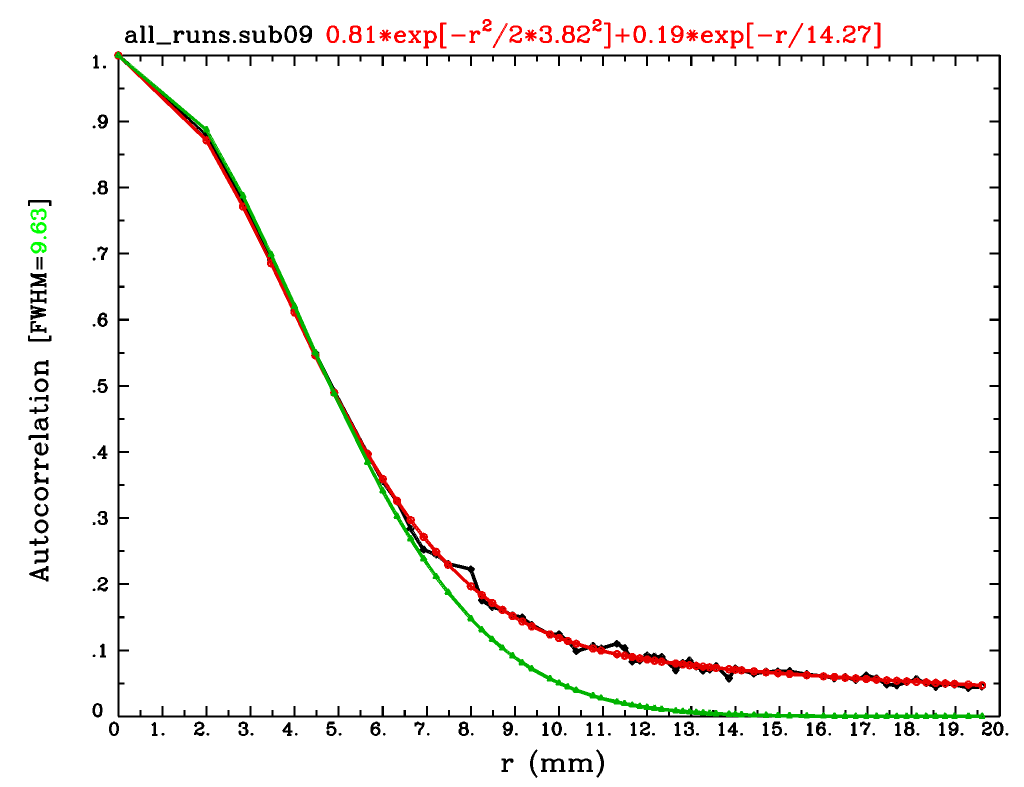 all_runs.sub09 0.81*exp[-r²/2*3.82²]+0.19*exp[-r/14.27]
1.
.9
.8
.7
.6
.5
.4
.3
.2
.1
0
Autocorrelation [FWHM=9.63]
0 1. 2. 3. 4. 5. 6. 7. 8. 9. 10. 11. 12. 13. 14. 15. 16. 17. 18. 19. 20.
r (mm)